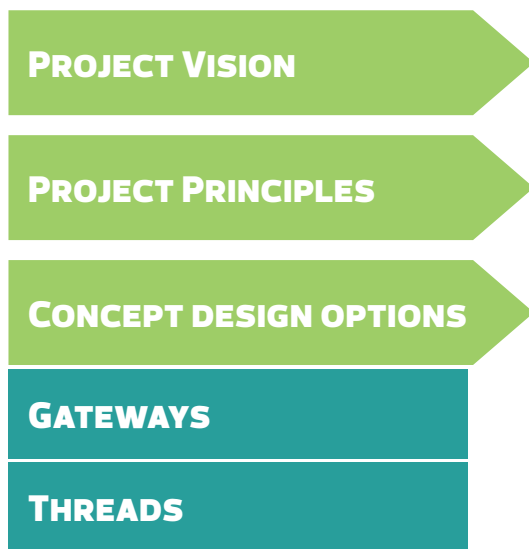 Project Vision
Project Principles
Concept design options
Gateways
Threads